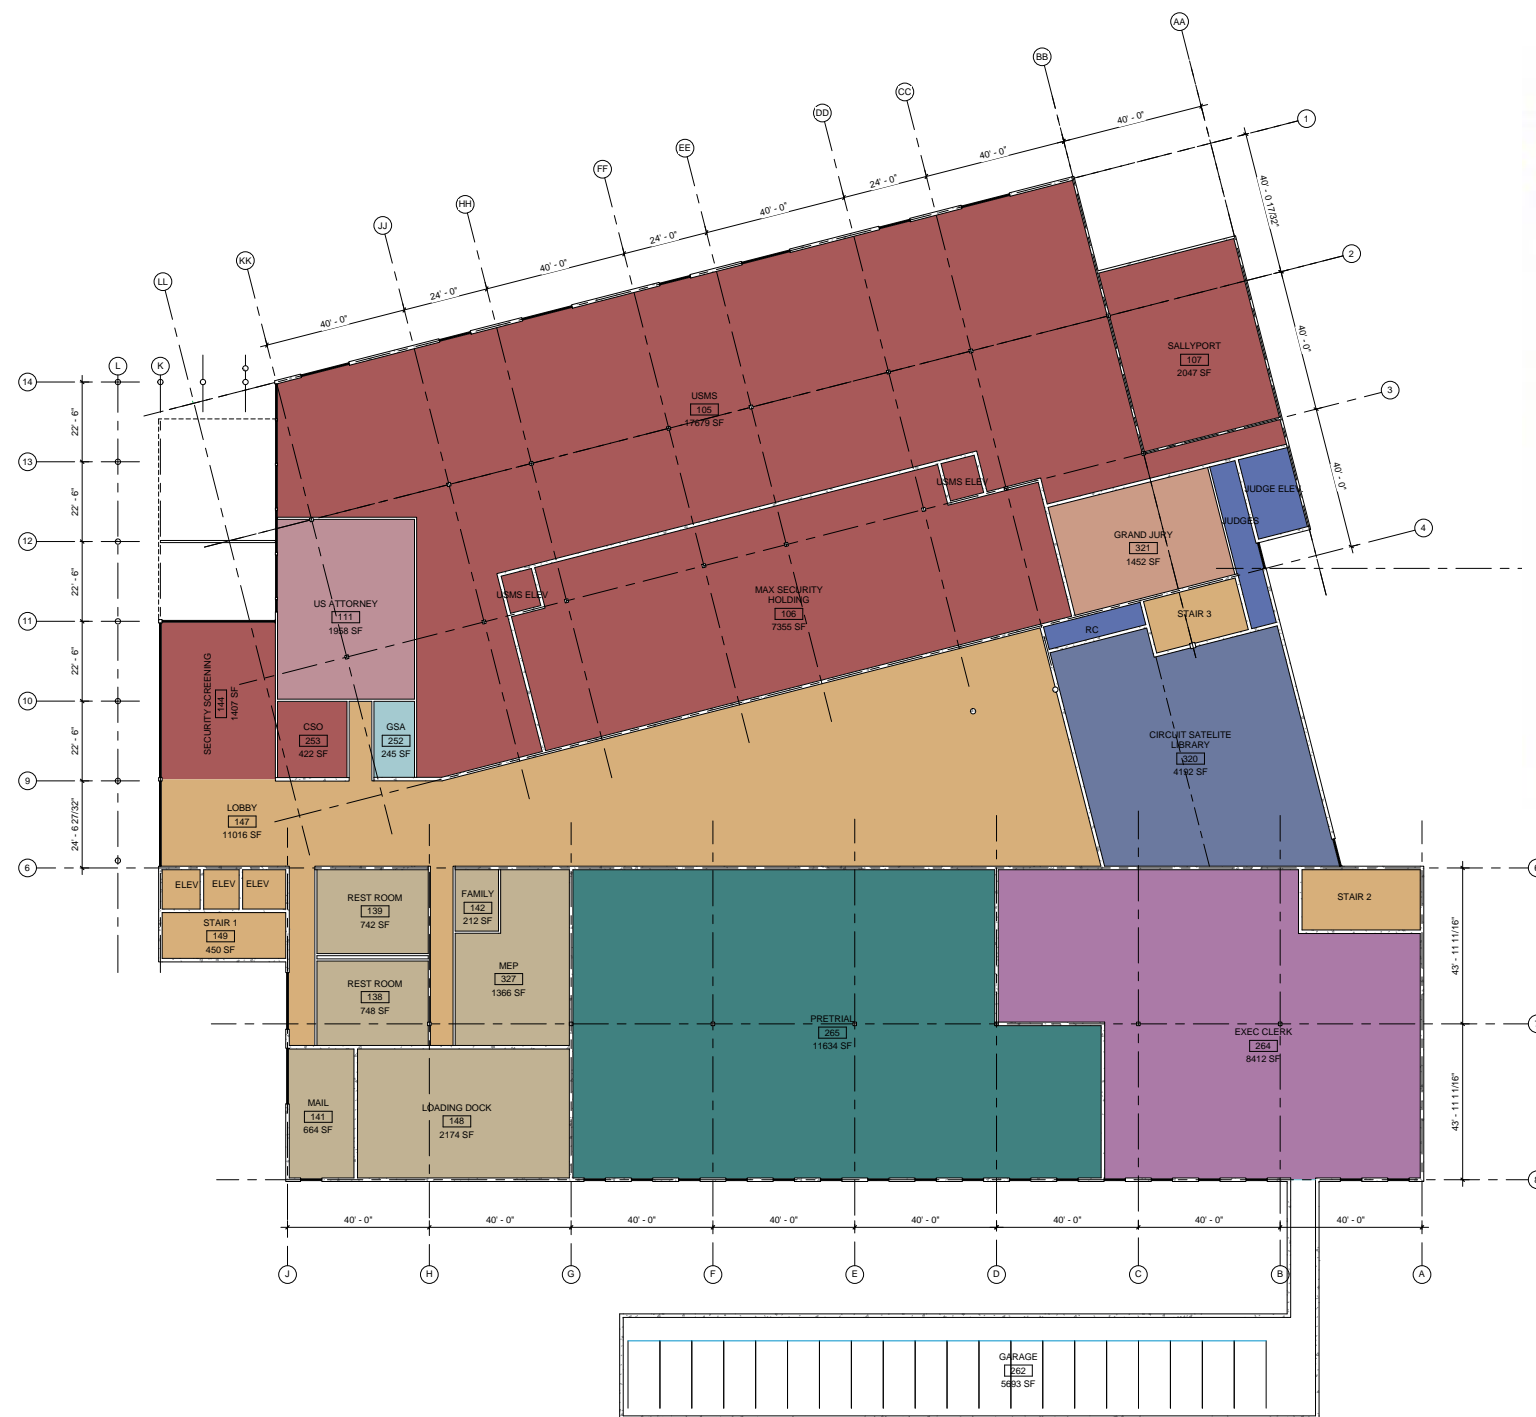 AA
BB
CC
DD
EE
FF
HH
JJ
KK
LL
L
K
1
2
3
4
40' - 0"
40' - 0"
24' - 0"
40' - 0"
24' - 0"
40' - 0"
24' - 0"
40' - 0"
40' - 0 17/32"
40' - 0"
40' - 0"
14
13
12
11
10
9
6
22' - 6"
22' - 6"
22' - 6"
22' - 6"
22' - 6"
24' - 6 27/32"
SALLYPORT
107
2047 SF
USMS
105
17679 SF
USMS ELEV
JUDGE ELEV
JUDGES
GRAND JURY
321
1452 SF
USMS ELEV
MAX SECURITY
HOLDING
106
7355 SF
US ATTORNEY
111
1958 SF
STAIR 3
RC
SECURITY SCREENING
144
1407 SF
CSO
253
422 SF
GSA
252
245 SF
CIRCUIT SATELITE
LIBRARY
320
4192 SF
LOBBY
147
11016 SF
ELEV
ELEV
ELEV
STAIR 1
149
450 SF
REST ROOM
139
742 SF
FAMILY
142
212 SF
STAIR 2
MEP
327
1366 SF
REST ROOM
138
748 SF
PRETRIAL
265
11634 SF
EXEC CLERK
264
8412 SF
MAIL
141
664 SF
LOADING DOCK
148
2174 SF
6
7
8
43' - 11 11/16"
43' - 11 11/16"
40' - 0"
40' - 0"
40' - 0"
40' - 0"
40' - 0"
40' - 0"
40' - 0"
40' - 0"
J
H
G
F
E
D
C
B
A
GARAGE
262
5693 SF